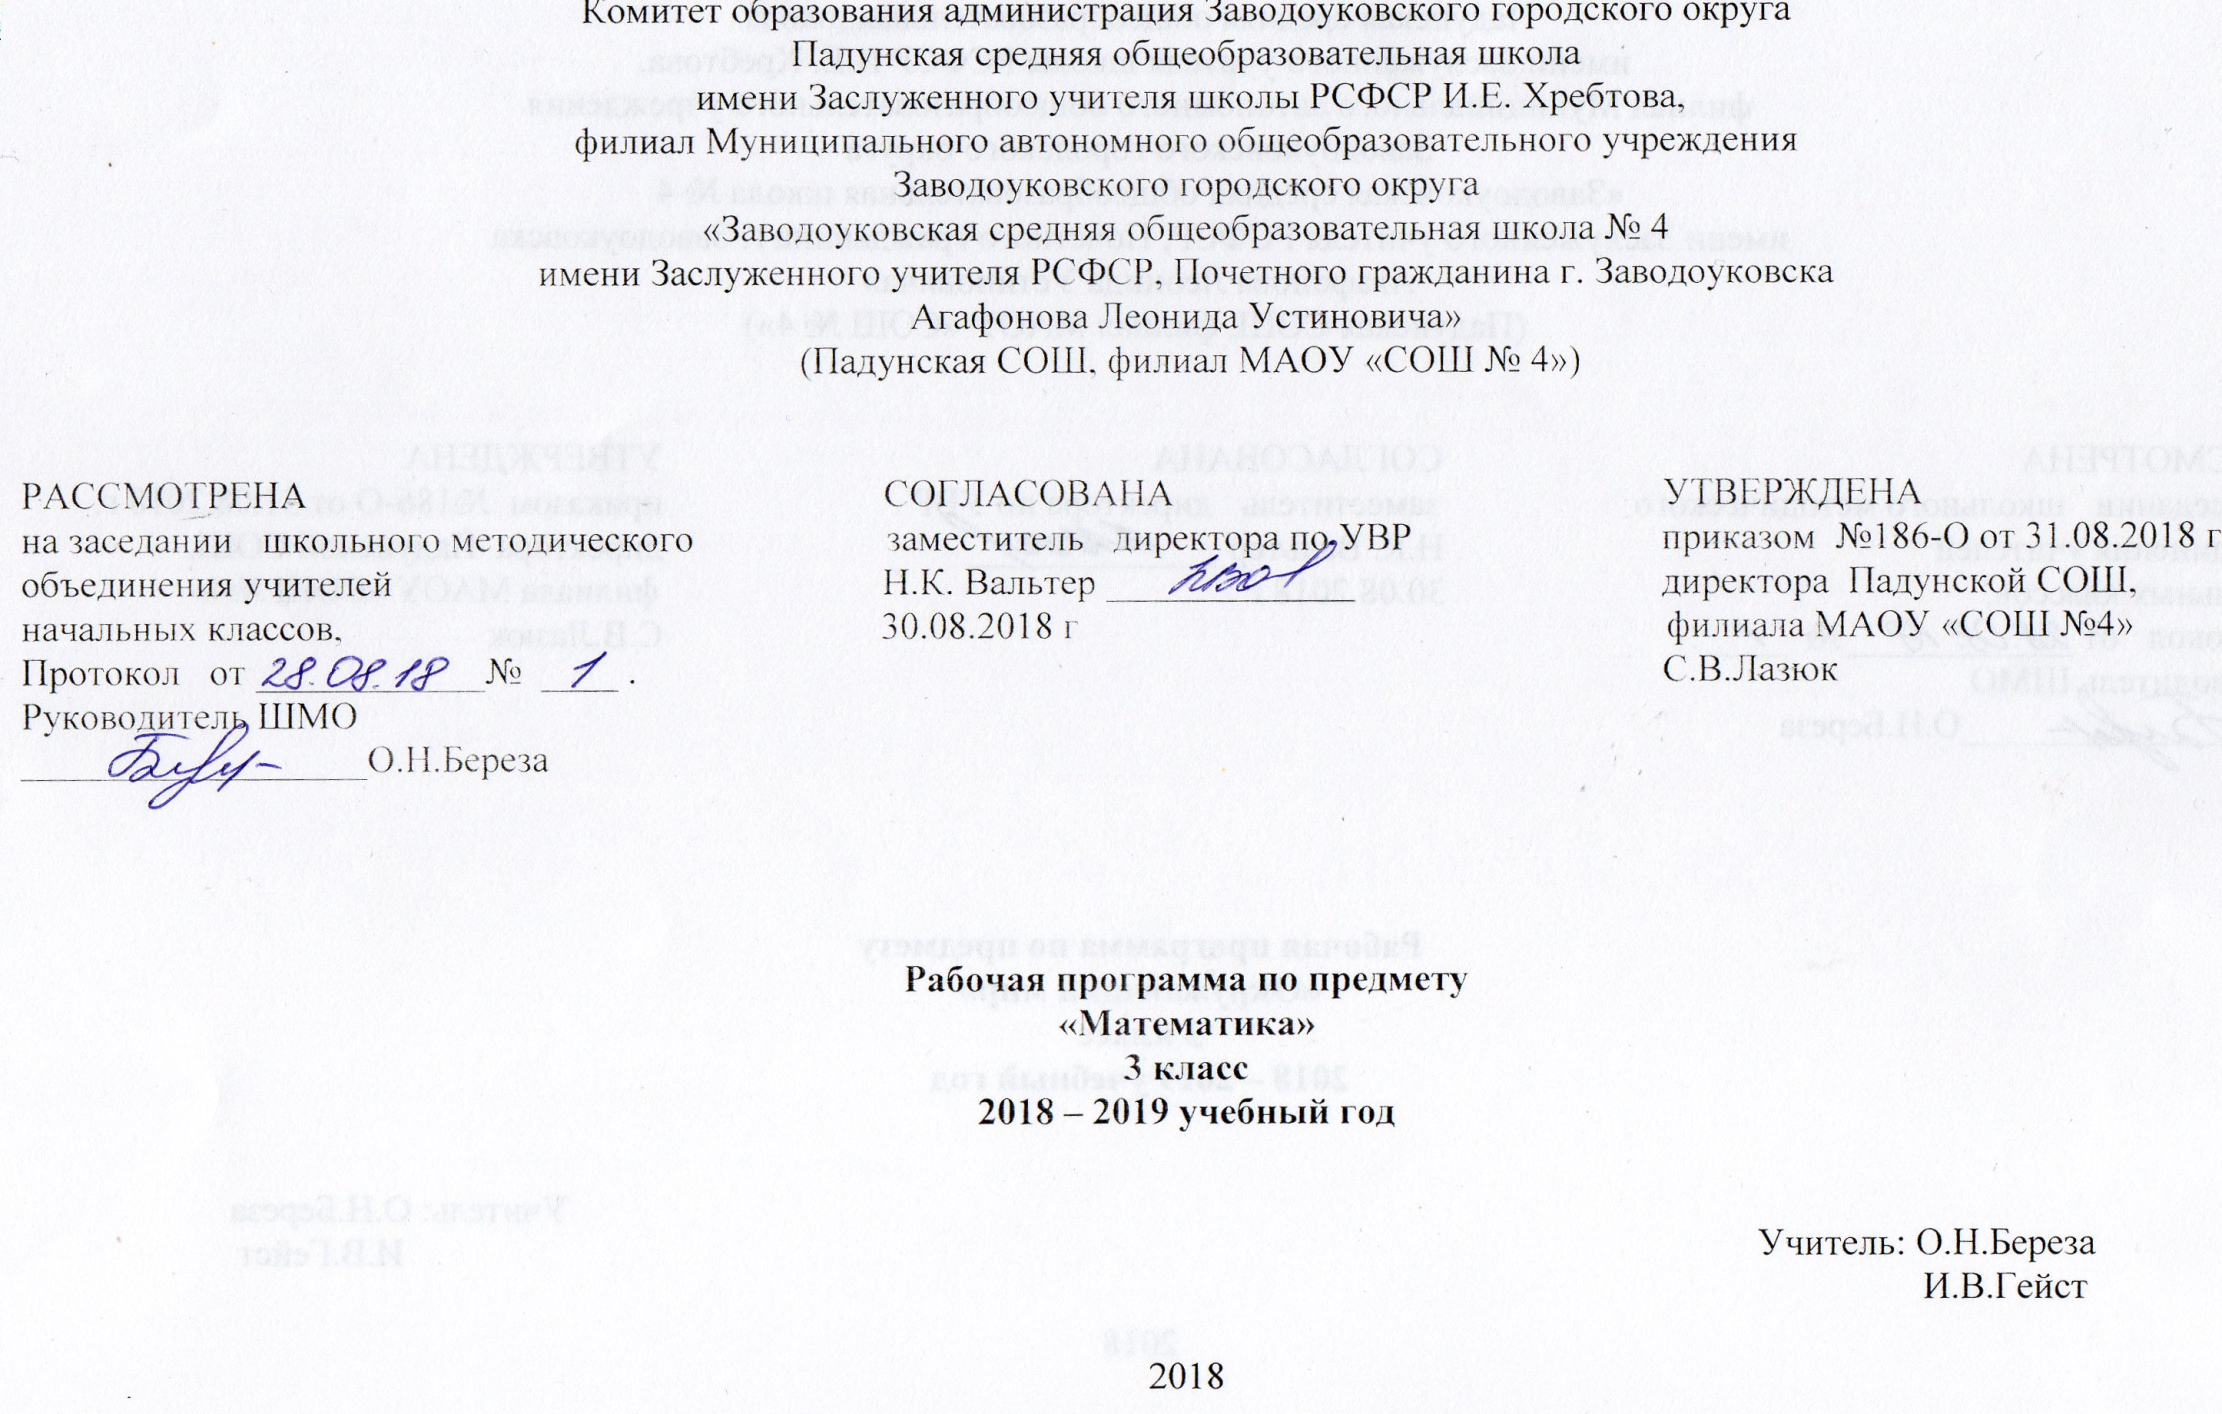 Комитет образования администрация Заводоуковского городского округа
Падунская средняя общеобразовательная школа
имени Заслуженного учителя школы РСФСР И.Е. Хребтова,
филиал Муниципального автономного общеобразовательного учреждения
Заводоуковского городского округа
«Заводоуковская средняя общеобразовательная школа № 4
имени Заслуженного учителя РСФСР, Почетного гражданина г. Заводоуковска
Агафонова Леонида Устиновича»
(Падунская СОШ, филиал МАОУ «СОШ № 4»)
РАССМОТРЕНА
на заседании школьного методического
объединения учителей
начальных классов,
Протокол от 28.08.18 № 1 .
Руководитель ШМО
О.Н.Береза
СОГЛАСОВАНА
заместитель директора по УВР
Н.К. Вальтер
30.08.2018 г
УТВЕРЖДЕНА
приказом №186-О от 31.08.2018 г
директора Падунской СОШ,
филиала МАОУ «СОШ №4»
С.В.Лазюк
Рабочая программа по предмету
«Математика»
3 класс
2018 – 2019 учебный год
Учитель: О.Н.Береза
И.В.Гейст
2018